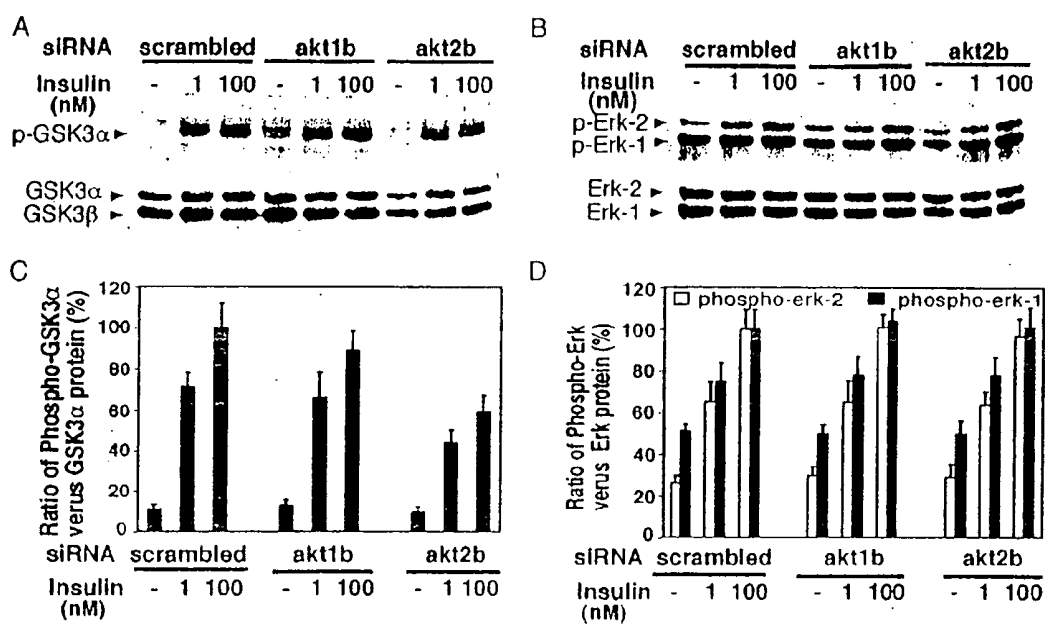 A
siRNA scrambled akt1b akt2b
Insulin (nM) - 1 100 - 1 100 - 1 100
p-GSK3α
GSK3α
GSK3β
B
siRNA scrambled akt1b akt2b
Insulin (nM) - 1 100 - 1 100 - 1 100
p-Erk-2
p-Erk-1
Erk-2
Erk-1
C
Ratio of Phospho-GSK3α
verus GSK3α protein (%)
120
100
80
60
40
20
0
siRNA scrambled akt1b akt2b
Insulin (nM) - 1 100 - 1 100 - 1 100
D
Ratio of Phospho-Erk
verus Erk protein (%)
120
100
80
60
40
20
0
phospho-erk-2 phospho-erk-1
siRNA scrambled akt1b akt2b
Insulin (nM) - 1 100 - 1 100 - 1 100